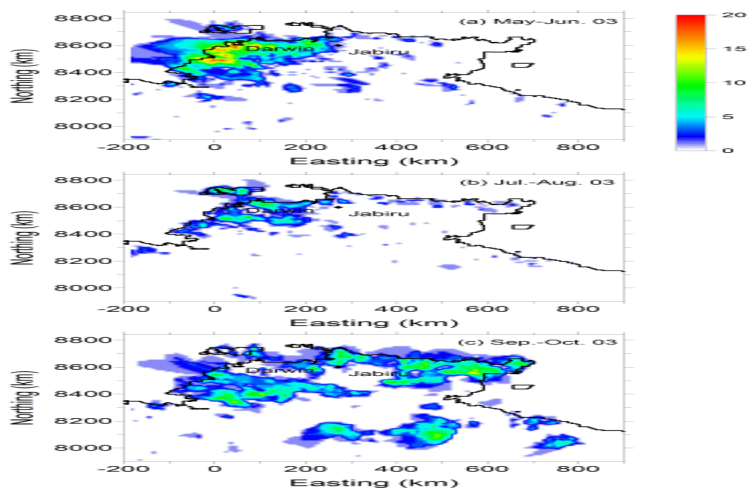 (a) May-Jun. 03
Darwin
Jabiru
Northing (km)
8800
8600
8400
8200
8000
-200 0 200 400 600 800
Easting (km)
20
15
10
5
0
(b) Jul.-Aug. 03
Darwin
Jabiru
Northing (km)
8800
8600
8400
8200
8000
-200 0 200 400 600 800
Easting (km)
(c) Sep.-Oct. 03
Darwin
Jabiru
Northing (km)
8800
8600
8400
8200
8000
-200 0 200 400 600 800
Easting (km)